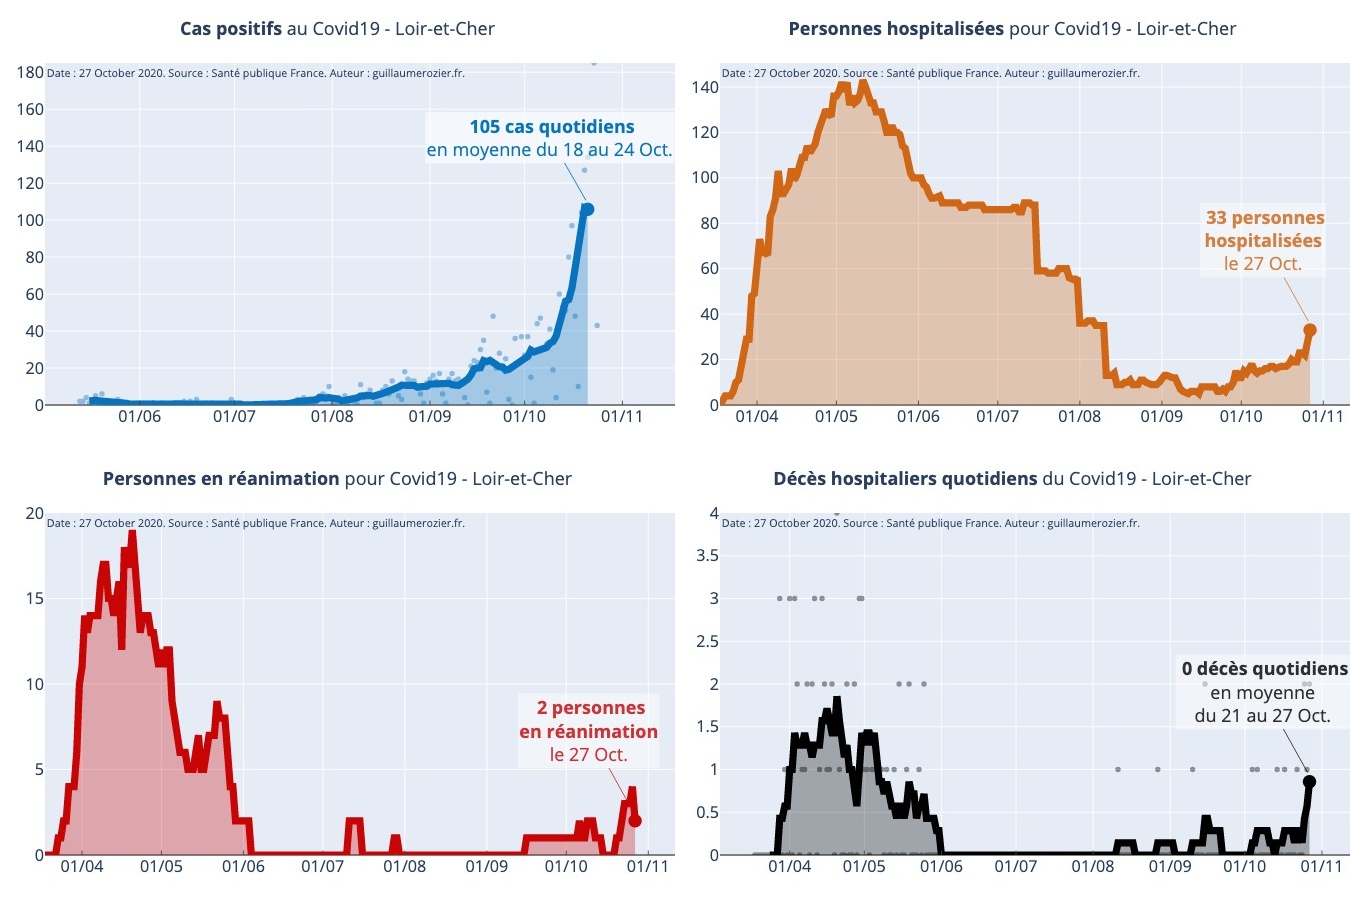 Cas positifs au Covid19 - Loir-et-Cher
Date : 27 October 2020. Source : Santé publique France. Auteur : guillaumerozier.fr.
180
160
140
120
100
80
60
40
20
0
105 cas quotidiens
en moyenne du 18 au 24 Oct.
01/06 01/07 01/08 01/09 01/10 01/11
Personnes hospitalisées pour Covid19 - Loir-et-Cher
Date : 27 October 2020. Source : Santé publique France. Auteur : guillaumerozier.fr.
140
120
100
80
60
40
20
0
33 personnes
hospitalisées
le 27 Oct.
01/04 01/05 01/06 01/07 01/08 01/09 01/10 01/11
Personnes en réanimation pour Covid19 - Loir-et-Cher
20
Date : 27 October 2020. Source : Santé publique France. Auteur : guillaumerozier.fr.
15
10
5
0
2 personnes
en réanimation
le 27 Oct.
01/04 01/05 01/06 01/07 01/08 01/09 01/10 01/11
Décès hospitaliers quotidiens du Covid19 - Loir-et-Cher
4
Date : 27 October 2020. Source : Santé publique France. Auteur : guillaumerozier.fr.
3.5
3
2.5
2
1.5
1
0.5
0
0 décès quotidiens
en moyenne
du 21 au 27 Oct.
01/04 01/05 01/06 01/07 01/08 01/09 01/10 01/11